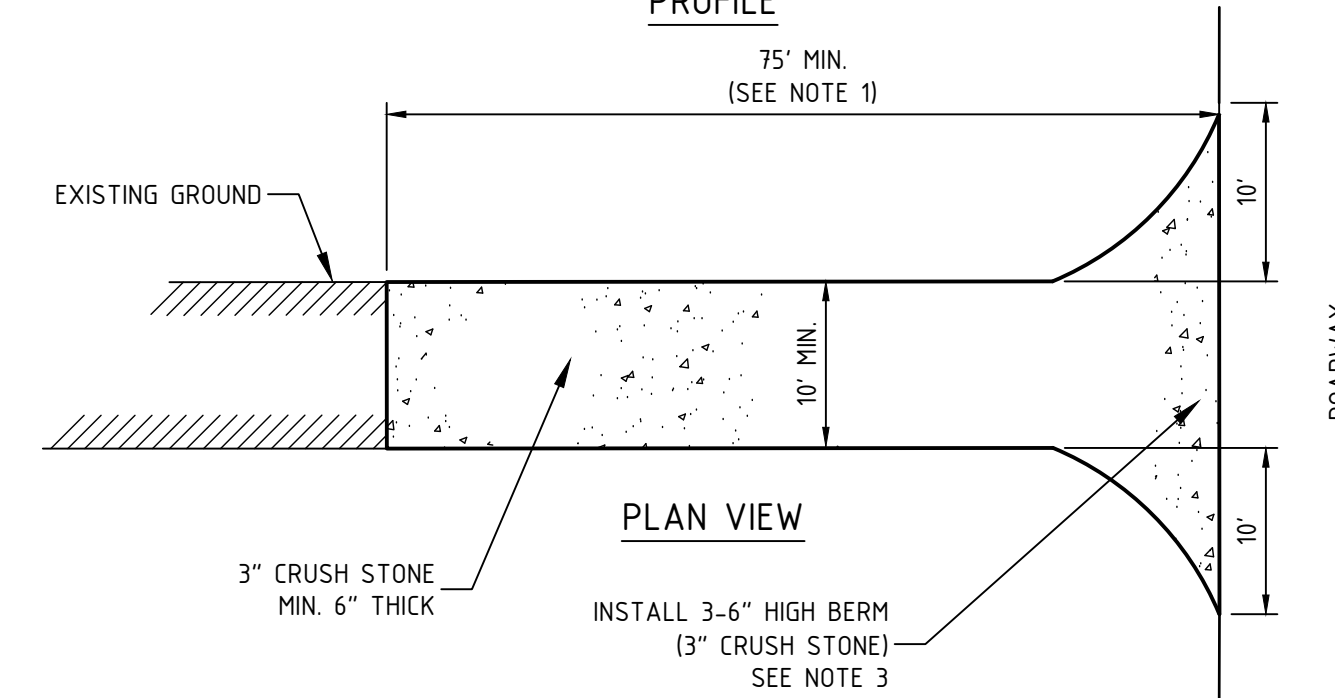 PROFILE
75' MIN.
(SEE NOTE 1)
EXISTING GROUND
10'
10' MIN.
ROADWAY
PLAN VIEW
10'
3" CRUSH STONE
MIN. 6" THICK
INSTALL 3-6" HIGH BERM
(3" CRUSH STONE)
SEE NOTE 3